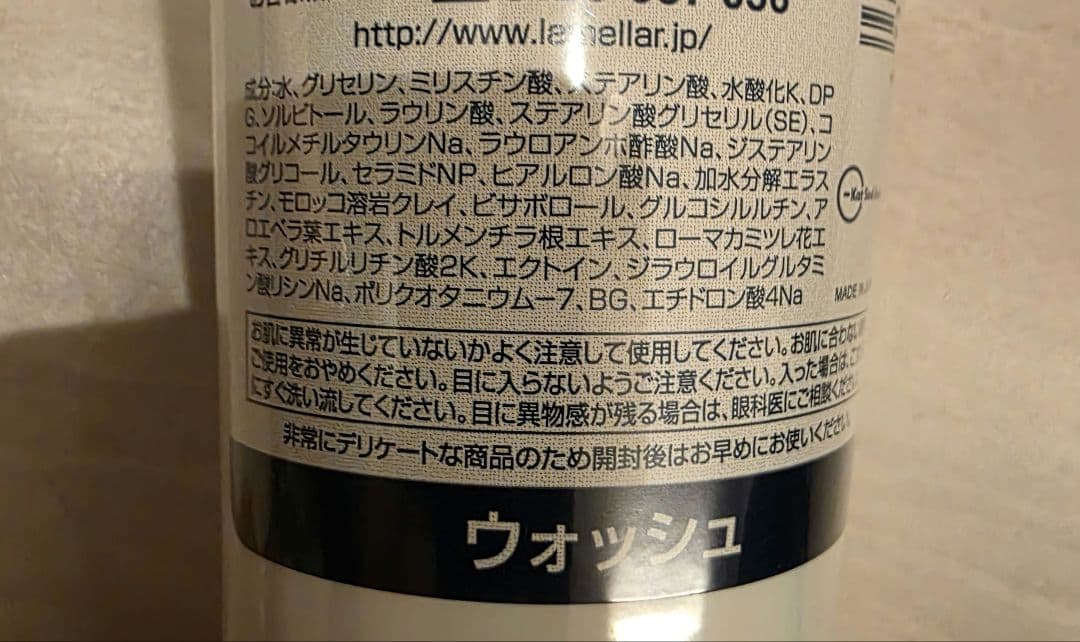 http://www.lamellar.jp/
成分:水、グリセリン、ミリスチン酸、ステアリン酸、水酸化K、DP
G、ソルビトール、ラウリン酸、ステアリン酸グリセリル(SE)、コ
コイルメチルタウリンNa、ラウロアンホ酢酸Na、ジステアリン
酸グリコール、セラミドNP、ヒアルロン酸Na、加水分解エラス
チン、モロッコ溶岩クレイ、ビサボロール、グルコシルルチン、ア
ロエベラ葉エキス、トルメンチラ根エキス、ローマカミツレ花エ
キス、グリチルリチン酸2K、エクトイン、ジラウロイルグルタミ
ン酸リシンNa、ポリクオタニウムー7、BG、エチドロン酸4Na
MADE
お肌に異常が生じていないかよく注意して使用してください。お肌に合わない
ご使用をおやめください。目に入らないようご注意ください。入った場合は、
にすぐ洗い流してください。目に異物感が残る場合は、眼科医にご相談ください
非常にデリケートな商品のため開封後はお早めにお使いください。
ウォッシュ